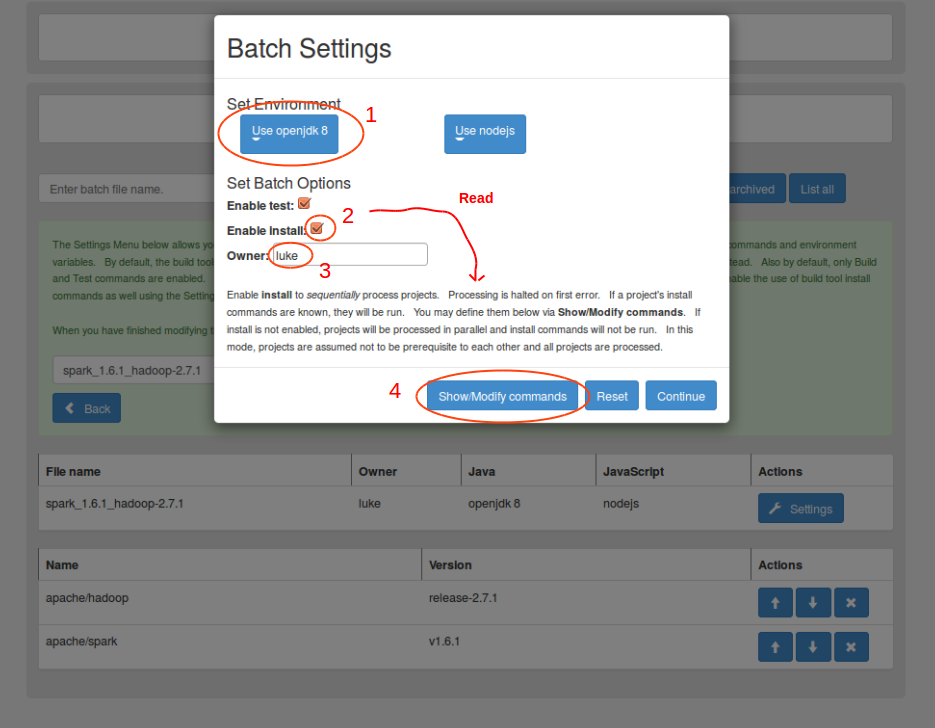 Batch Settings
Set Environment
1
Use openjdk 8
Use nodejs
Set Batch Options
Enable test:
2
Read
Enable Install:
Owner: luke
3
Enable install to sequentially process projects. Processing is halted on first error. If a project's install
commands are known, they will be run. You may define them below via Show/Modify commands. If
install is not enabled, projects will be processed in parallel and install commands will not be run. In this
mode, projects are assumed not to be prerequisite to each other and all projects are processed.
4
Show/Modify commands
Reset
Continue
Enter batch file name.
archived
List all
The Settings Menu below allows yo
ommands and environment
variables. By default, the build tool
tead. Also by default, only Build
and Test commands are enabled.
able the use of build tool install
commands as well using the Setting
When you have finished modifying t
spark_1.6.1_hadoop-2.7.1
Back
File name Owner Java JavaScript Actions
spark_1.6.1_hadoop-2.7.1 luke openjdk 8 nodejs Settings
Name Version Actions
apache/hadoop release-2.7.1
apache/spark v1.6.1